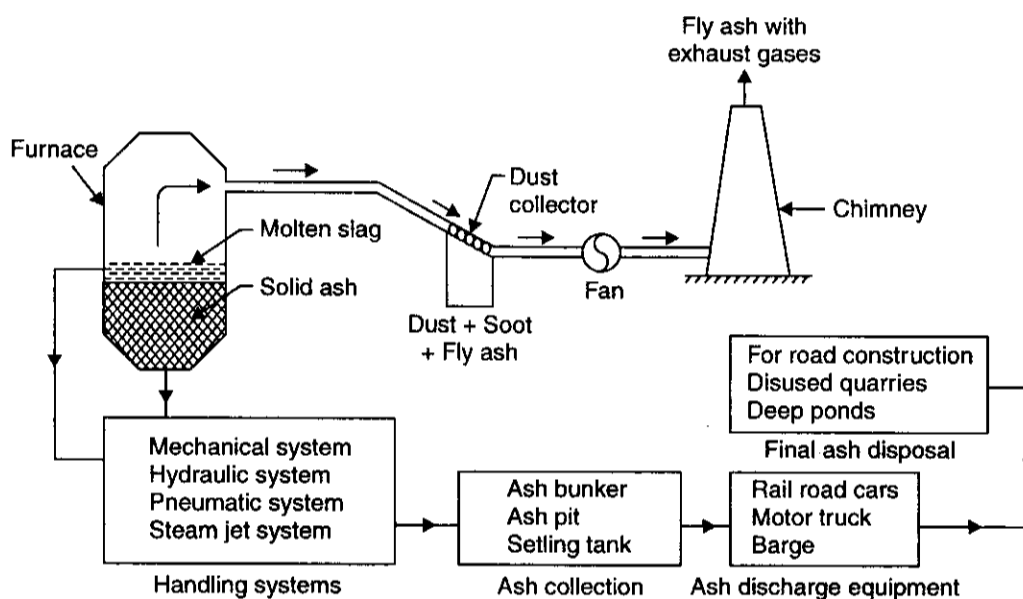 Fly ash with
exhaust gases
Furnace
Dust
collector
Molten slag
Chimney
Solid ash
Fan
Dust + Soot
+ Fly ash
For road construction
Disused quarries
Deep ponds
Final ash disposal
Mechanical system
Hydraulic system
Pneumatic system
Steam jet system
Handling systems
Ash bunker
Ash pit
Setling tank
Ash collection
Rail road cars
Motor truck
Barge
Ash discharge equipment